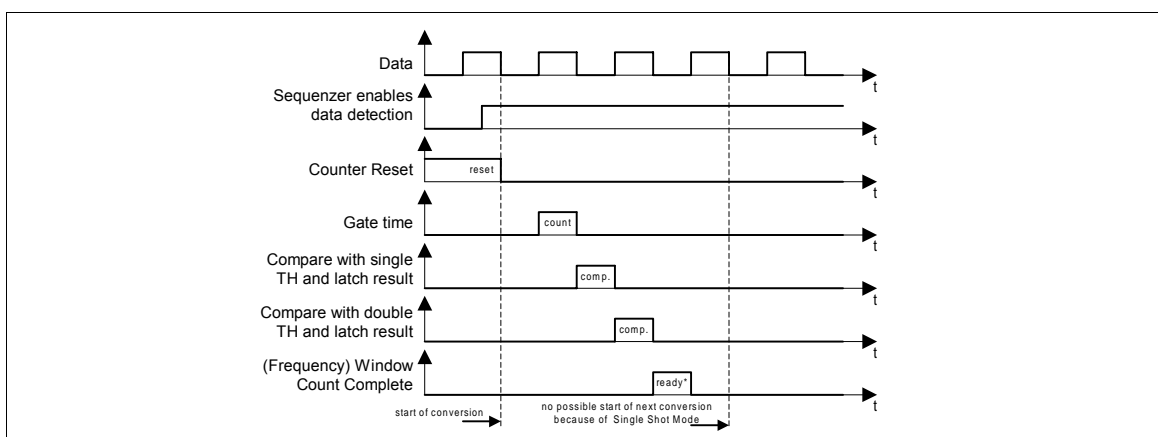 Data
t
Sequenzer enables
data detection
t
Counter Reset
reset
t
Gate time
count
t
Compare with single
TH and latch result
comp.
t
Compare with double
TH and latch result
comp.
t
(Frequency) Window
Count Complete
ready*
t
start of conversion
no possible start of next conversion
because of Single Shot Mode